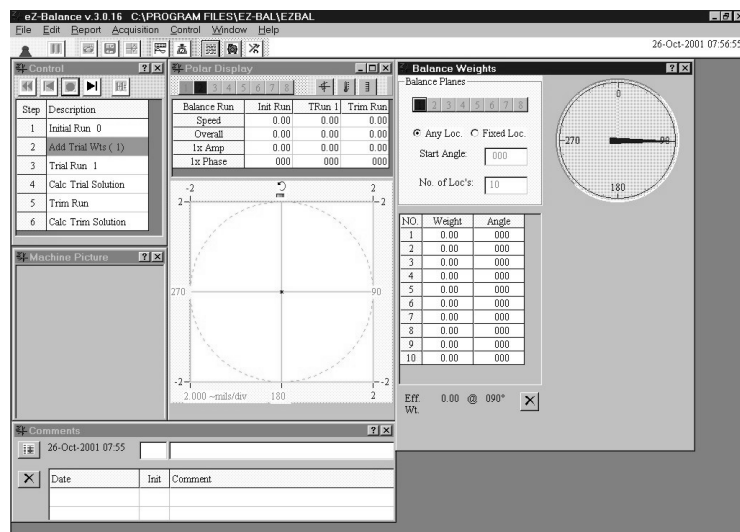 eZ-Balance v.3.0.16 C:\PROGRAM FILES\EZ-BAL\EZBAL
File Edit Report Acquisition Control Window Help
26-Oct-2001 07:56:55
Control
Step Description
1 Initial Run 0
2 Add Trial Wts ( 1)
3 Trial Run 1
4 Calc Trial Solution
5 Trim Run
6 Calc Trim Solution
Machine Picture
Polar Display
1 3 4 5 6 7 8
Balance Run Init Run TRun 1 Trim Run
Speed 0.00 0.00 0.00
Overall 0.00 0.00 0.00
1x Amp 0.00 0.00 0.00
1x Phase 000 000 000
-2 2
2 -2
270 90
-2 -2
2.000 ~mils/div 180 2
Balance Weights
Balance Planes
2 3 4 5 6 7 8
Any Loc. Fixed Loc.
Start Angle: 000
No. of Loc's: 10
0
270 90
180
NO. Weight Angle
1 0.00 000
2 0.00 000
3 0.00 000
4 0.00 000
5 0.00 000
6 0.00 000
7 0.00 000
8 0.00 000
9 0.00 000
10 0.00 000
Eff. Wt. 0.00 @ 090°
Comments
26-Oct-2001 07:55
Date Init Comment